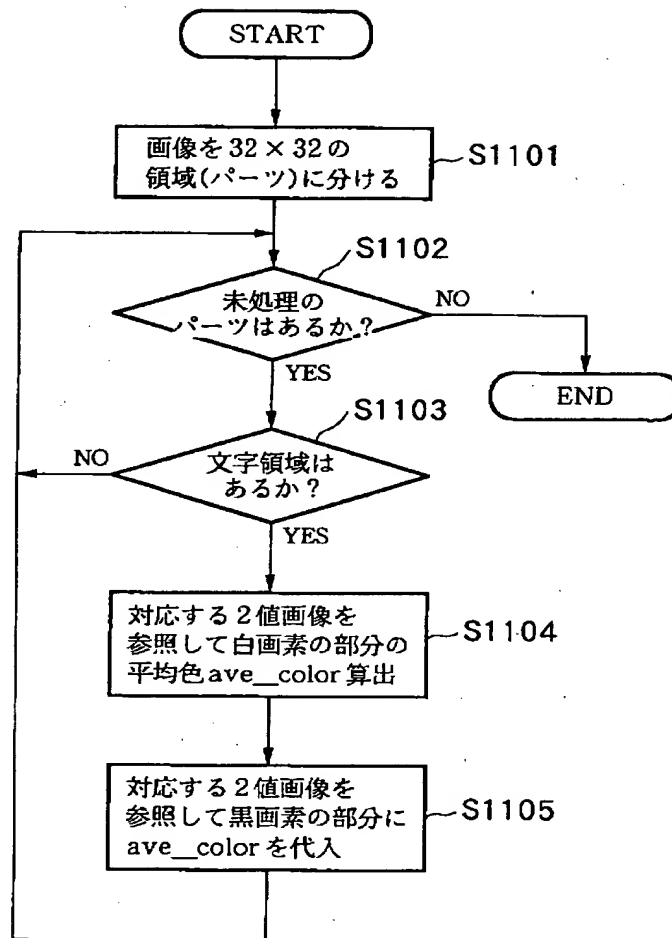 START
画像を32×32の
領域(パーツ)に分ける
S1101
S1102
未処理の
パーツはあるか?
NO
YES
END
S1103
文字領域は
あるか?
NO
YES
対応する2値画像を
参照して白画素の部分の
平均色ave__color算出
S1104
対応する2値画像を
参照して黒画素の部分に
ave__colorを代入
S1105